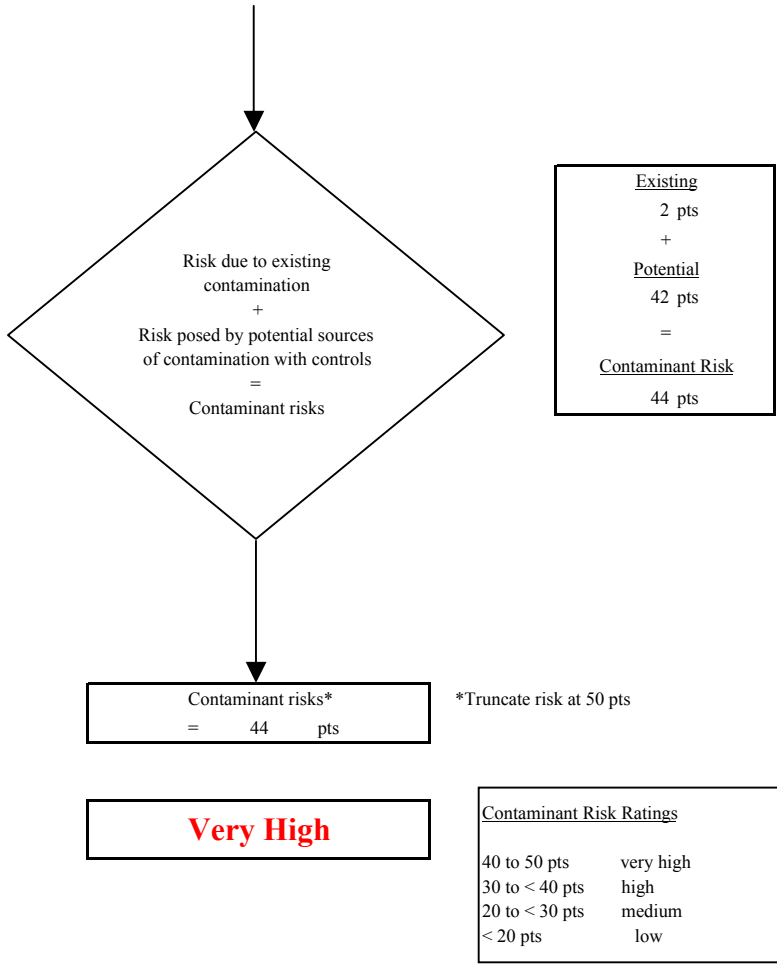 Risk due to existing
contamination
+
Risk posed by potential sources
of contamination with controls
=
Contaminant risks
Existing
2 pts
+
Potential
42 pts
=
Contaminant Risk
44 pts
Contaminant risks*
= 44 pts
*Truncate risk at 50 pts
Very High
Contaminant Risk Ratings
40 to 50 pts very high
30 to < 40 pts high
20 to < 30 pts medium
< 20 pts low